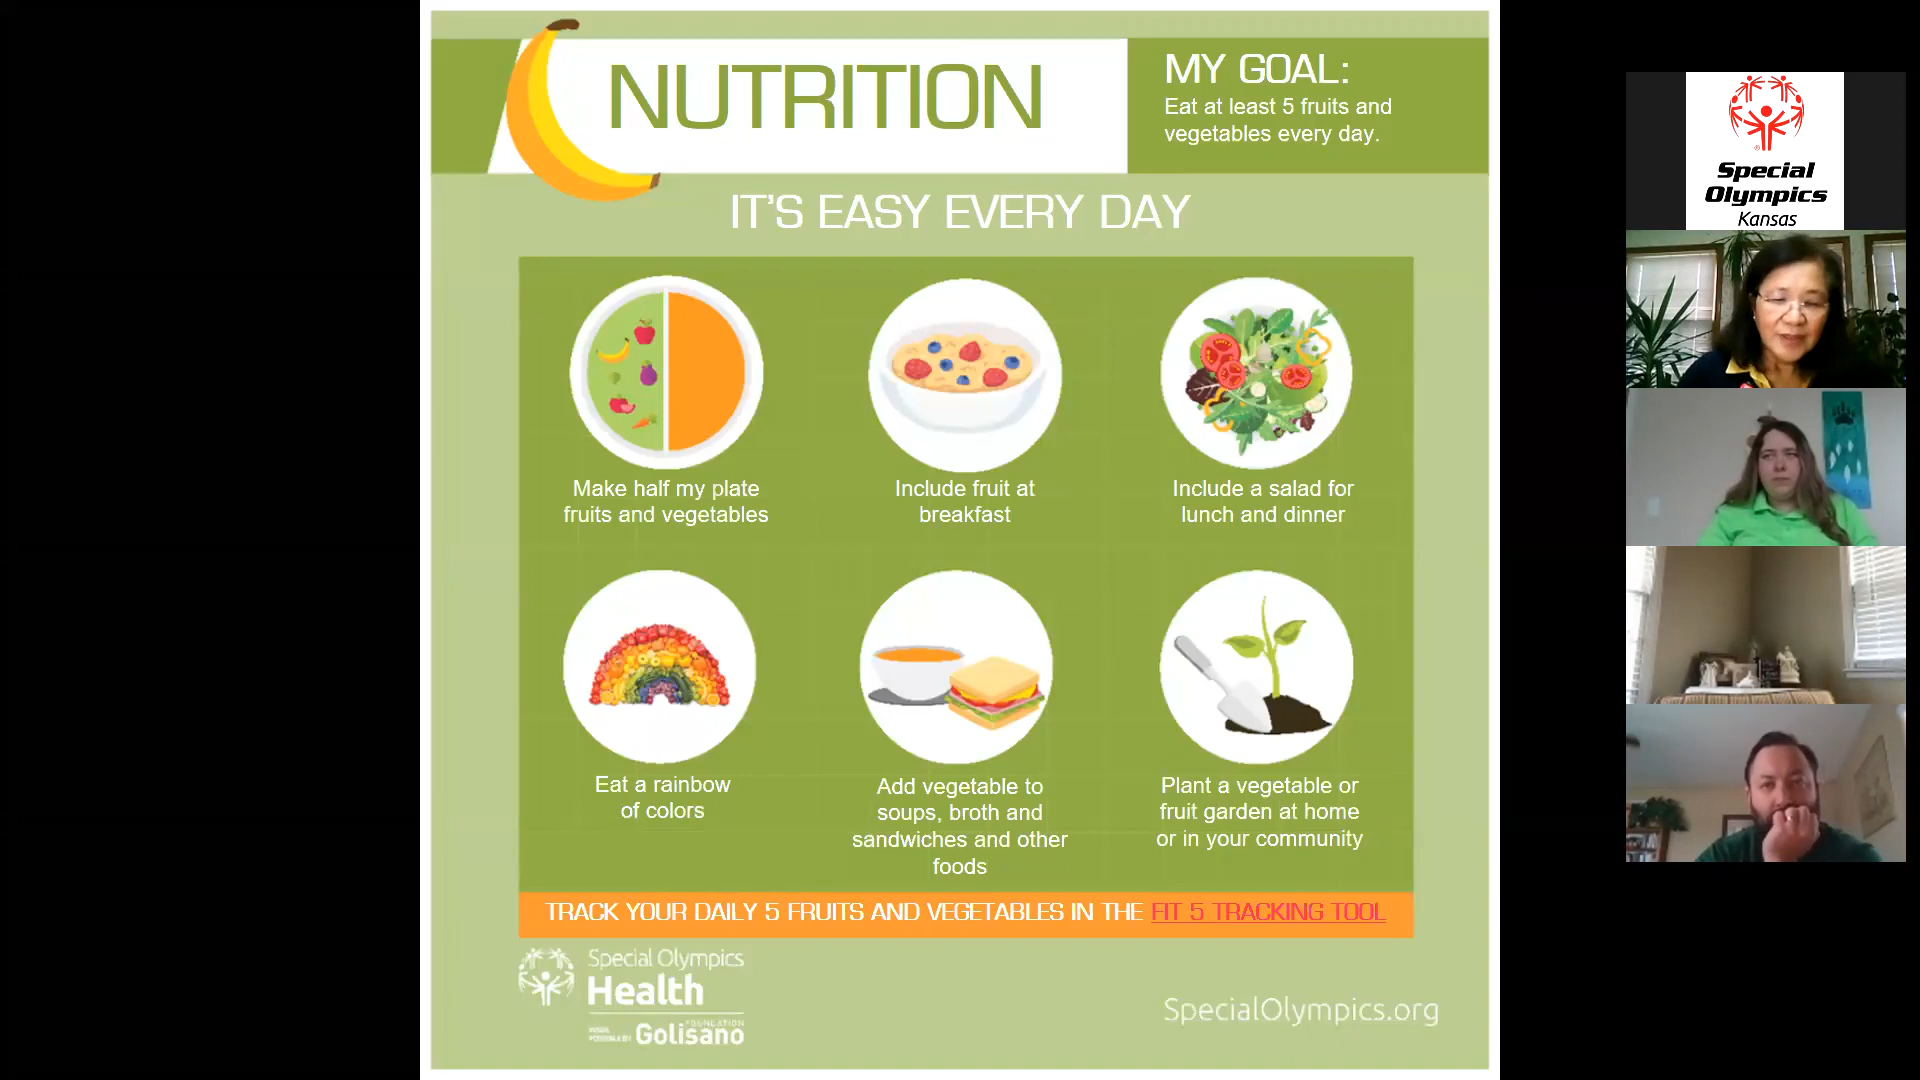 NUTRITION
MY GOAL:
Eat at least 5 fruits and
vegetables every day.
IT'S EASY EVERY DAY
Make half my plate
fruits and vegetables
Include fruit at
breakfast
Include a salad for
lunch and dinner
Eat a rainbow
of colors
Add vegetable to
soups, broth and
sandwiches and other
foods
Plant a vegetable or
fruit garden at home
or in your community
TRACK YOUR DAILY 5 FRUITS AND VEGETABLES IN THE FIT 5 TRACKING TOOL
Special Olympics
Health
MADE
POSSIBLE BY
FOUNDATION
Golisano
SpecialOlympics.org
Special
Olympics
Kansas